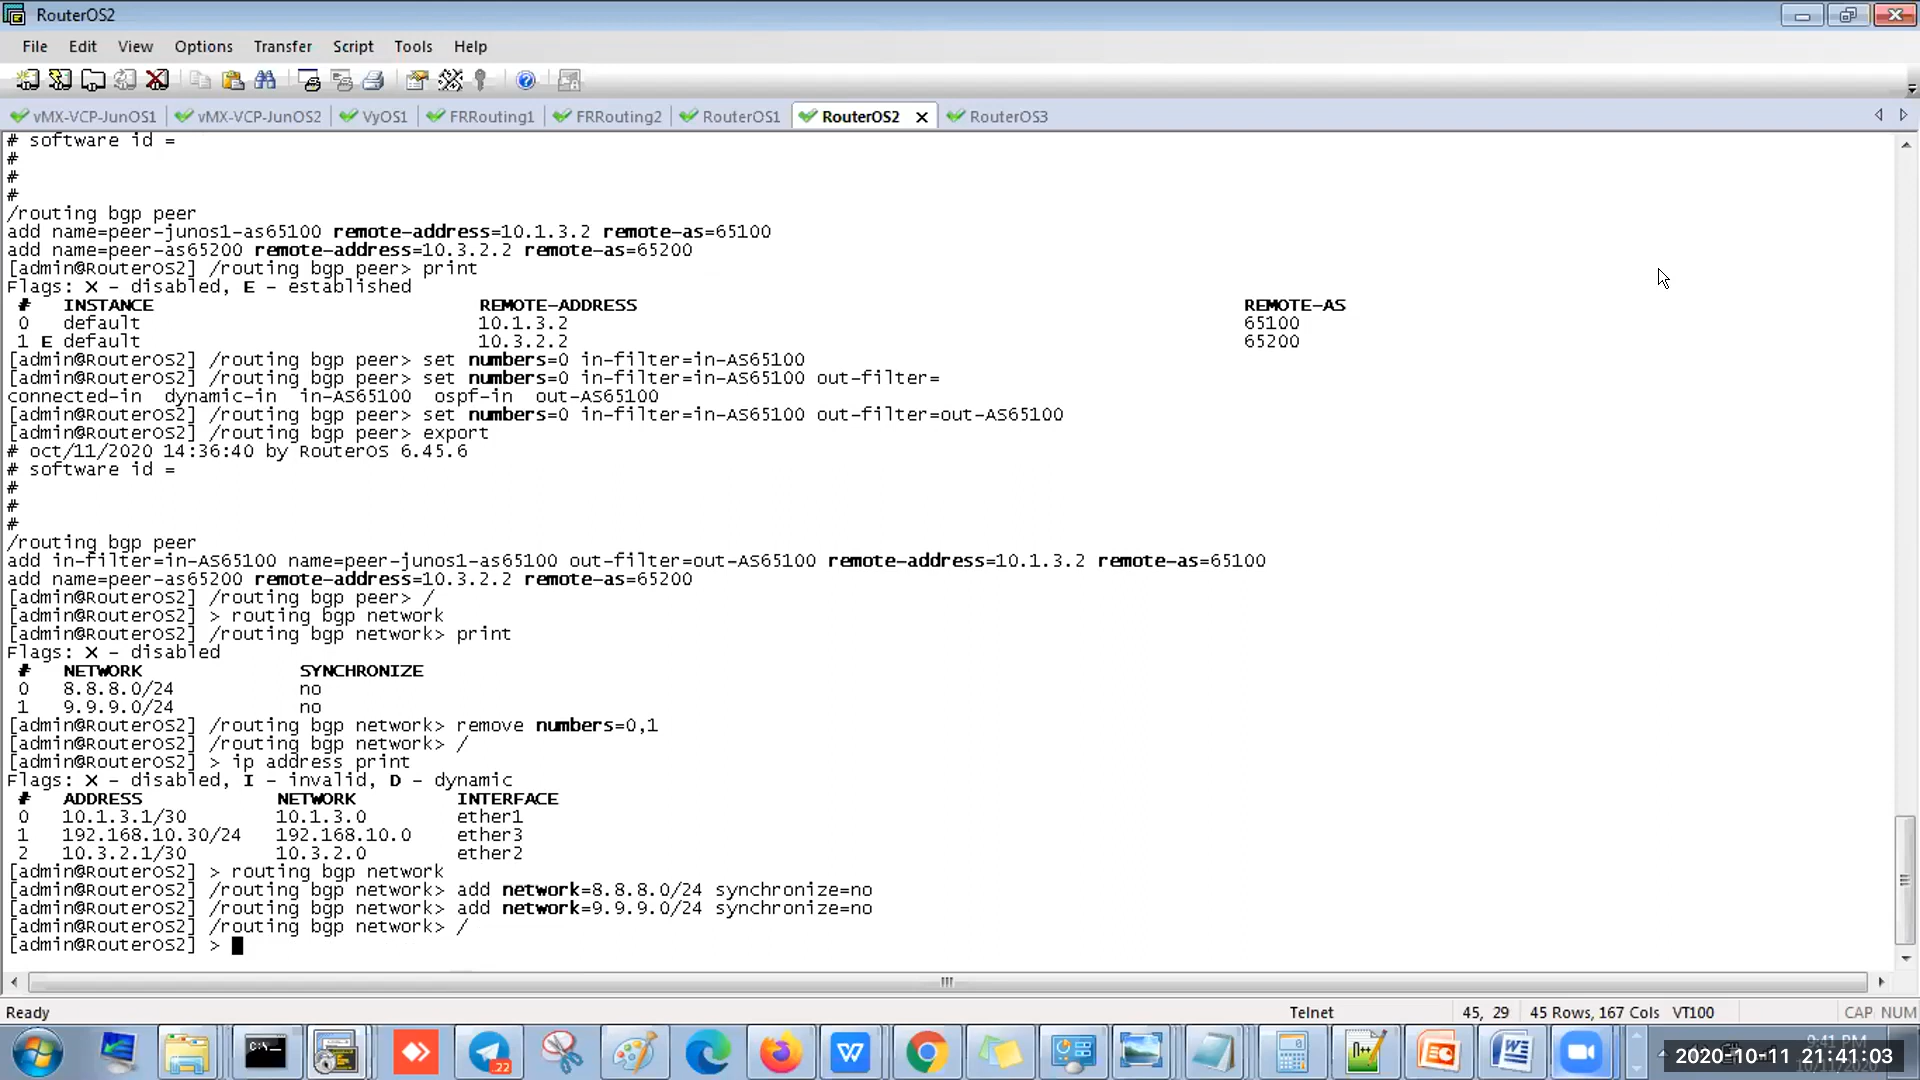 RouterOS2
File Edit View Options Transfer Script Tools Help
vMX-VCP-JunOS1 vMX-VCP-JunOS2 VyOS1 FRRouting1 FRRouting2 RouterOS1 RouterOS2 RouterOS3
# software id =
#
#
#
/routing bgp peer
add name=peer-junos1-as65100 remote-address=10.1.3.2 remote-as=65100
add name=peer-as65200 remote-address=10.3.2.2 remote-as=65200
[admin@RouterOS2] /routing bgp peer> print
Flags: X - disabled, E - established
# INSTANCE REMOTE-ADDRESS REMOTE-AS
0 default 10.1.3.2 65100
1 E default 10.3.2.2 65200
[admin@RouterOS2] /routing bgp peer> set numbers=0 in-filter=in-AS65100
[admin@RouterOS2] /routing bgp peer> set numbers=0 in-filter=in-AS65100 out-filter=
connected-in dynamic-in in-AS65100 ospf-in out-AS65100
[admin@RouterOS2] /routing bgp peer> set numbers=0 in-filter=in-AS65100 out-filter=out-AS65100
[admin@RouterOS2] /routing bgp peer> export
# oct/11/2020 14:36:40 by RouterOS 6.45.6
# software id =
#
#
#
/routing bgp peer
add in-filter=in-AS65100 name=peer-junos1-as65100 out-filter=out-AS65100 remote-address=10.1.3.2 remote-as=65100
add name=peer-as65200 remote-address=10.3.2.2 remote-as=65200
[admin@RouterOS2] /routing bgp peer> /
[admin@RouterOS2] > routing bgp network
[admin@RouterOS2] /routing bgp network> print
Flags: X - disabled
# NETWORK SYNCHRONIZE
0 8.8.8.0/24 no
1 9.9.9.0/24 no
[admin@RouterOS2] /routing bgp network> remove numbers=0,1
[admin@RouterOS2] /routing bgp network> /
[admin@RouterOS2] > ip address print
Flags: X - disabled, I - invalid, D - dynamic
# ADDRESS NETWORK INTERFACE
0 10.1.3.1/30 10.1.3.0 ether1
1 192.168.10.30/24 192.168.10.0 ether3
2 10.3.2.1/30 10.3.2.0 ether2
[admin@RouterOS2] > routing bgp network
[admin@RouterOS2] /routing bgp network> add network=8.8.8.0/24 synchronize=no
[admin@RouterOS2] /routing bgp network> add network=9.9.9.0/24 synchronize=no
[admin@RouterOS2] /routing bgp network> /
[admin@RouterOS2] >
Ready Telnet 45, 29 45 Rows, 167 Cols VT100 CAP NUM
9:41 PM
2020-10-11 21:41:03